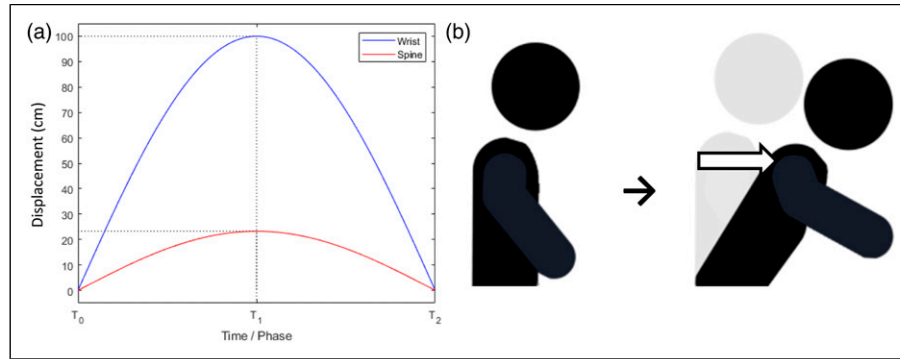 (a)
Displacement (cm)
100
90
80
70
60
50
40
30
20
10
0
T0
T1
T2
Time / Phase
Wrist
Spine
(b)